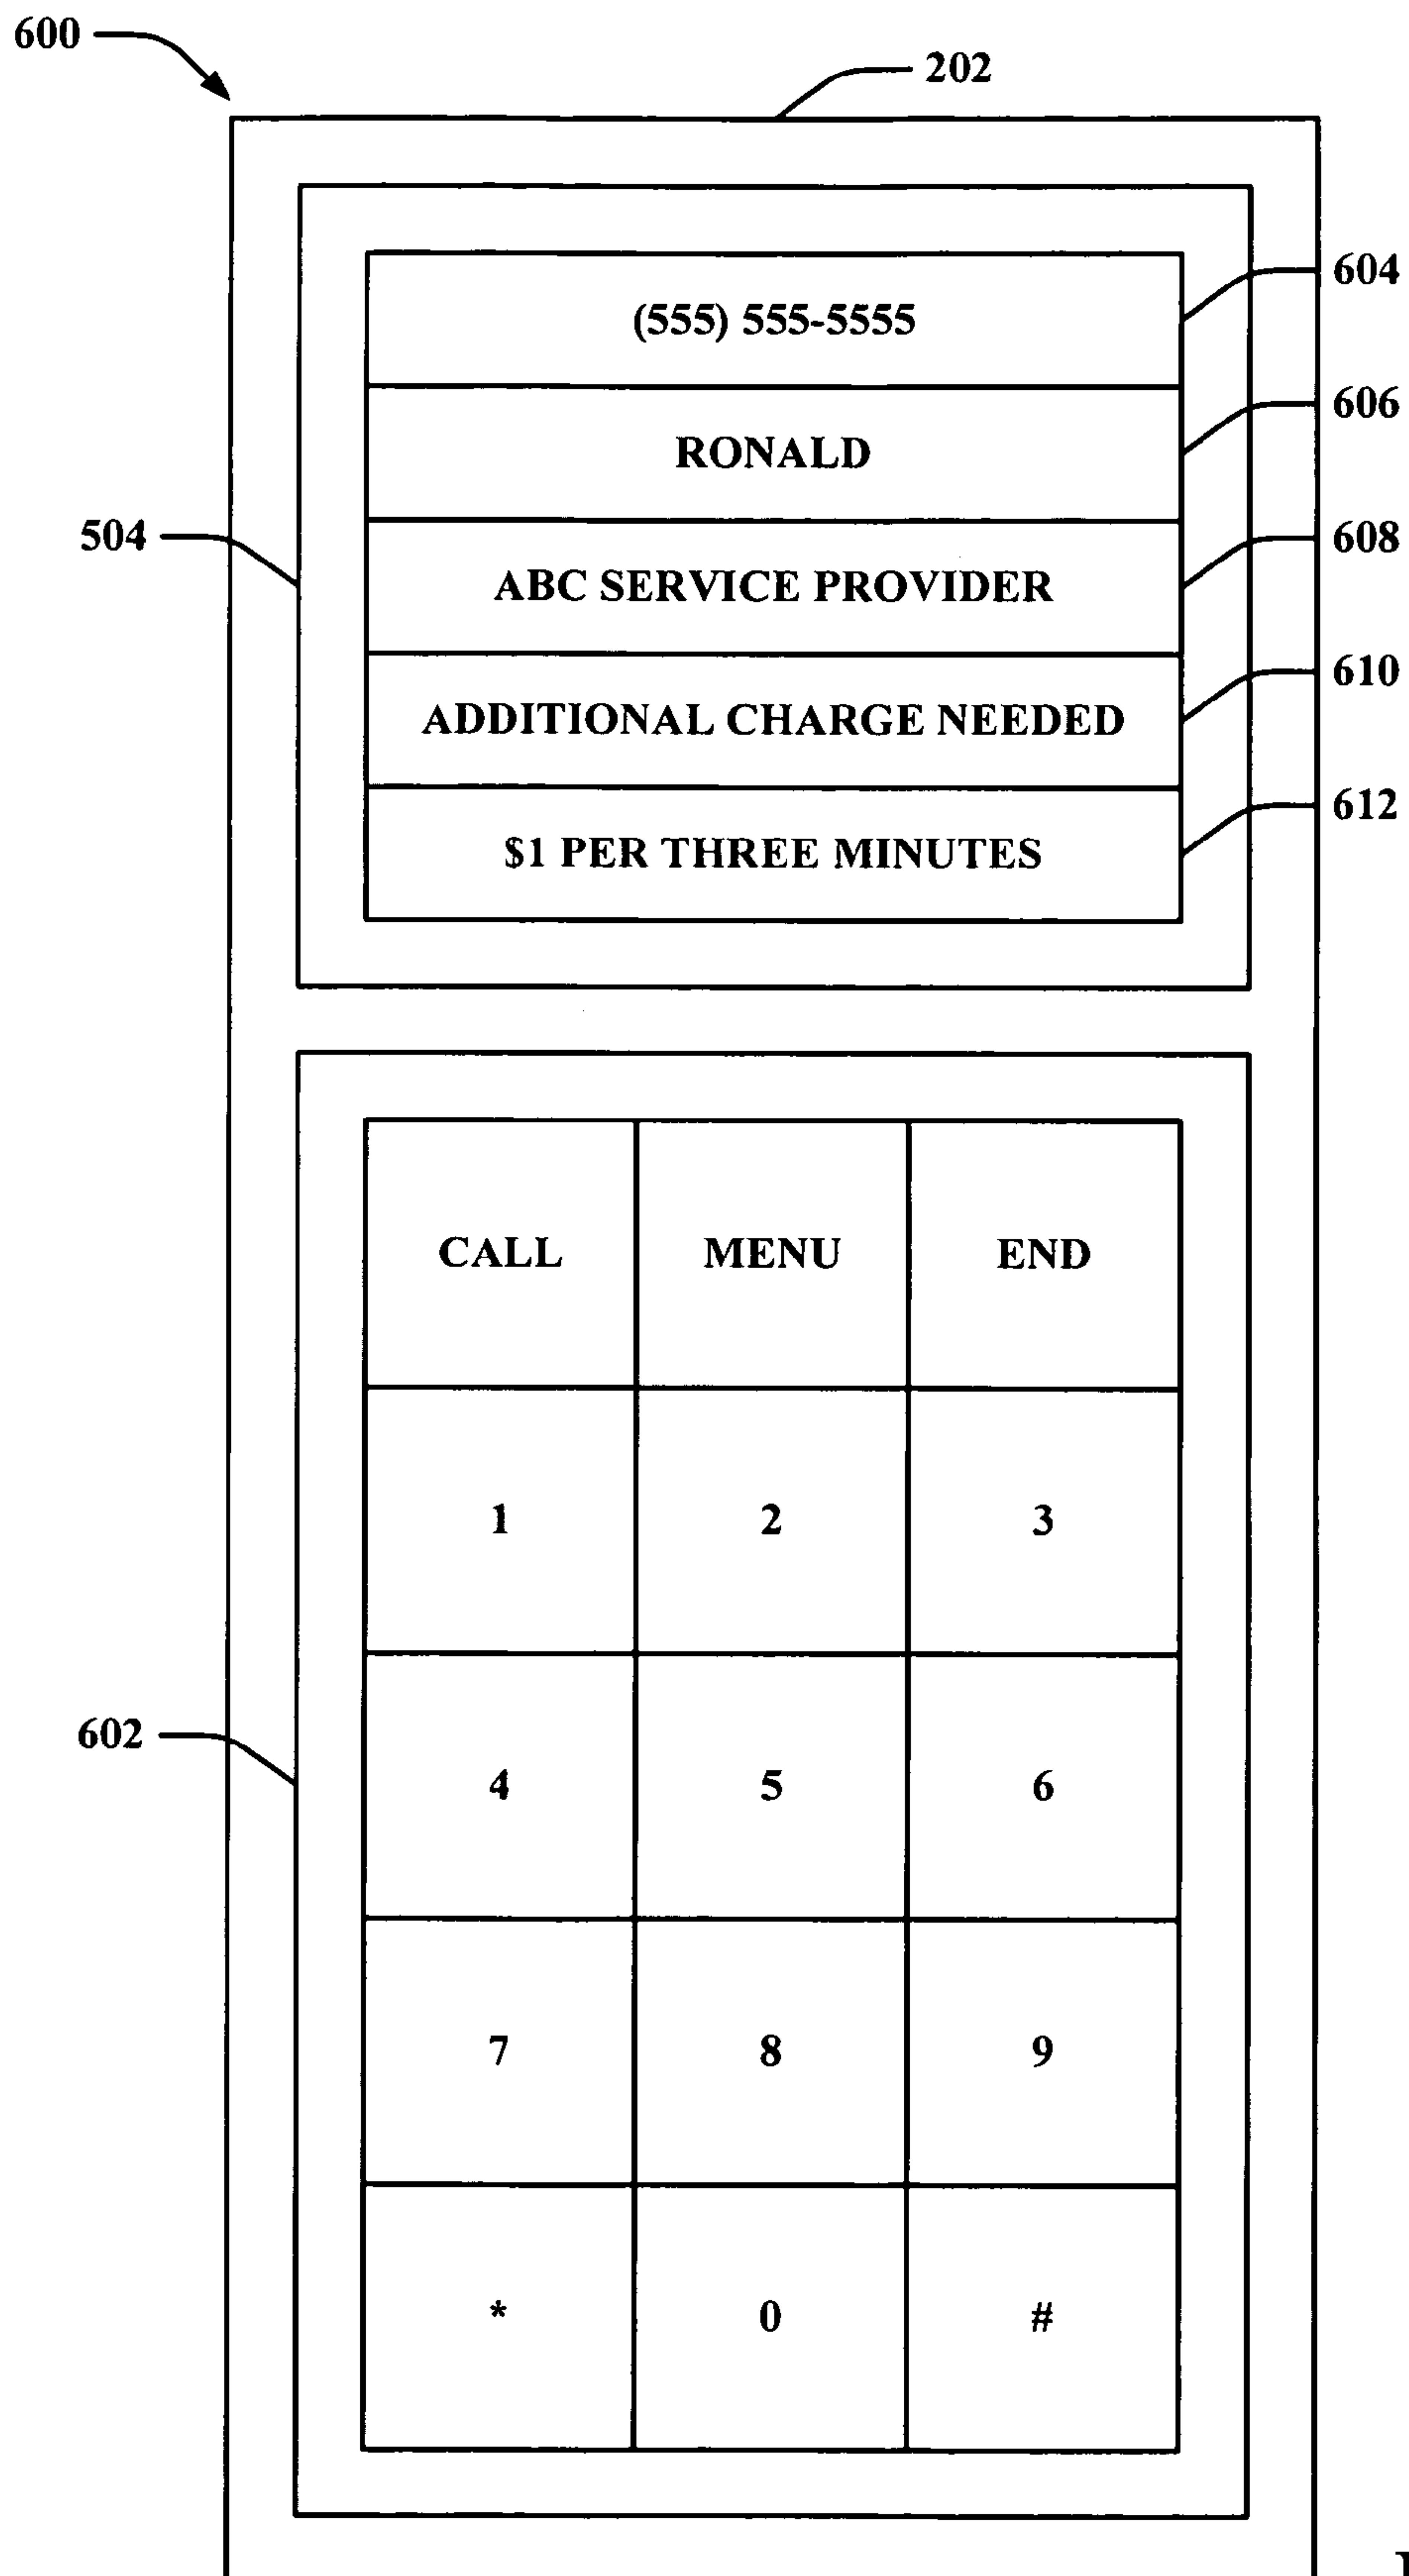 600
202
(555) 555-5555
604
RONALD
606
504
ABC SERVICE PROVIDER
608
ADDITIONAL CHARGE NEEDED
610
$1 PER THREE MINUTES
612
CALL MENU END
1 2 3
602
4 5 6
7 8 9
* 0 #